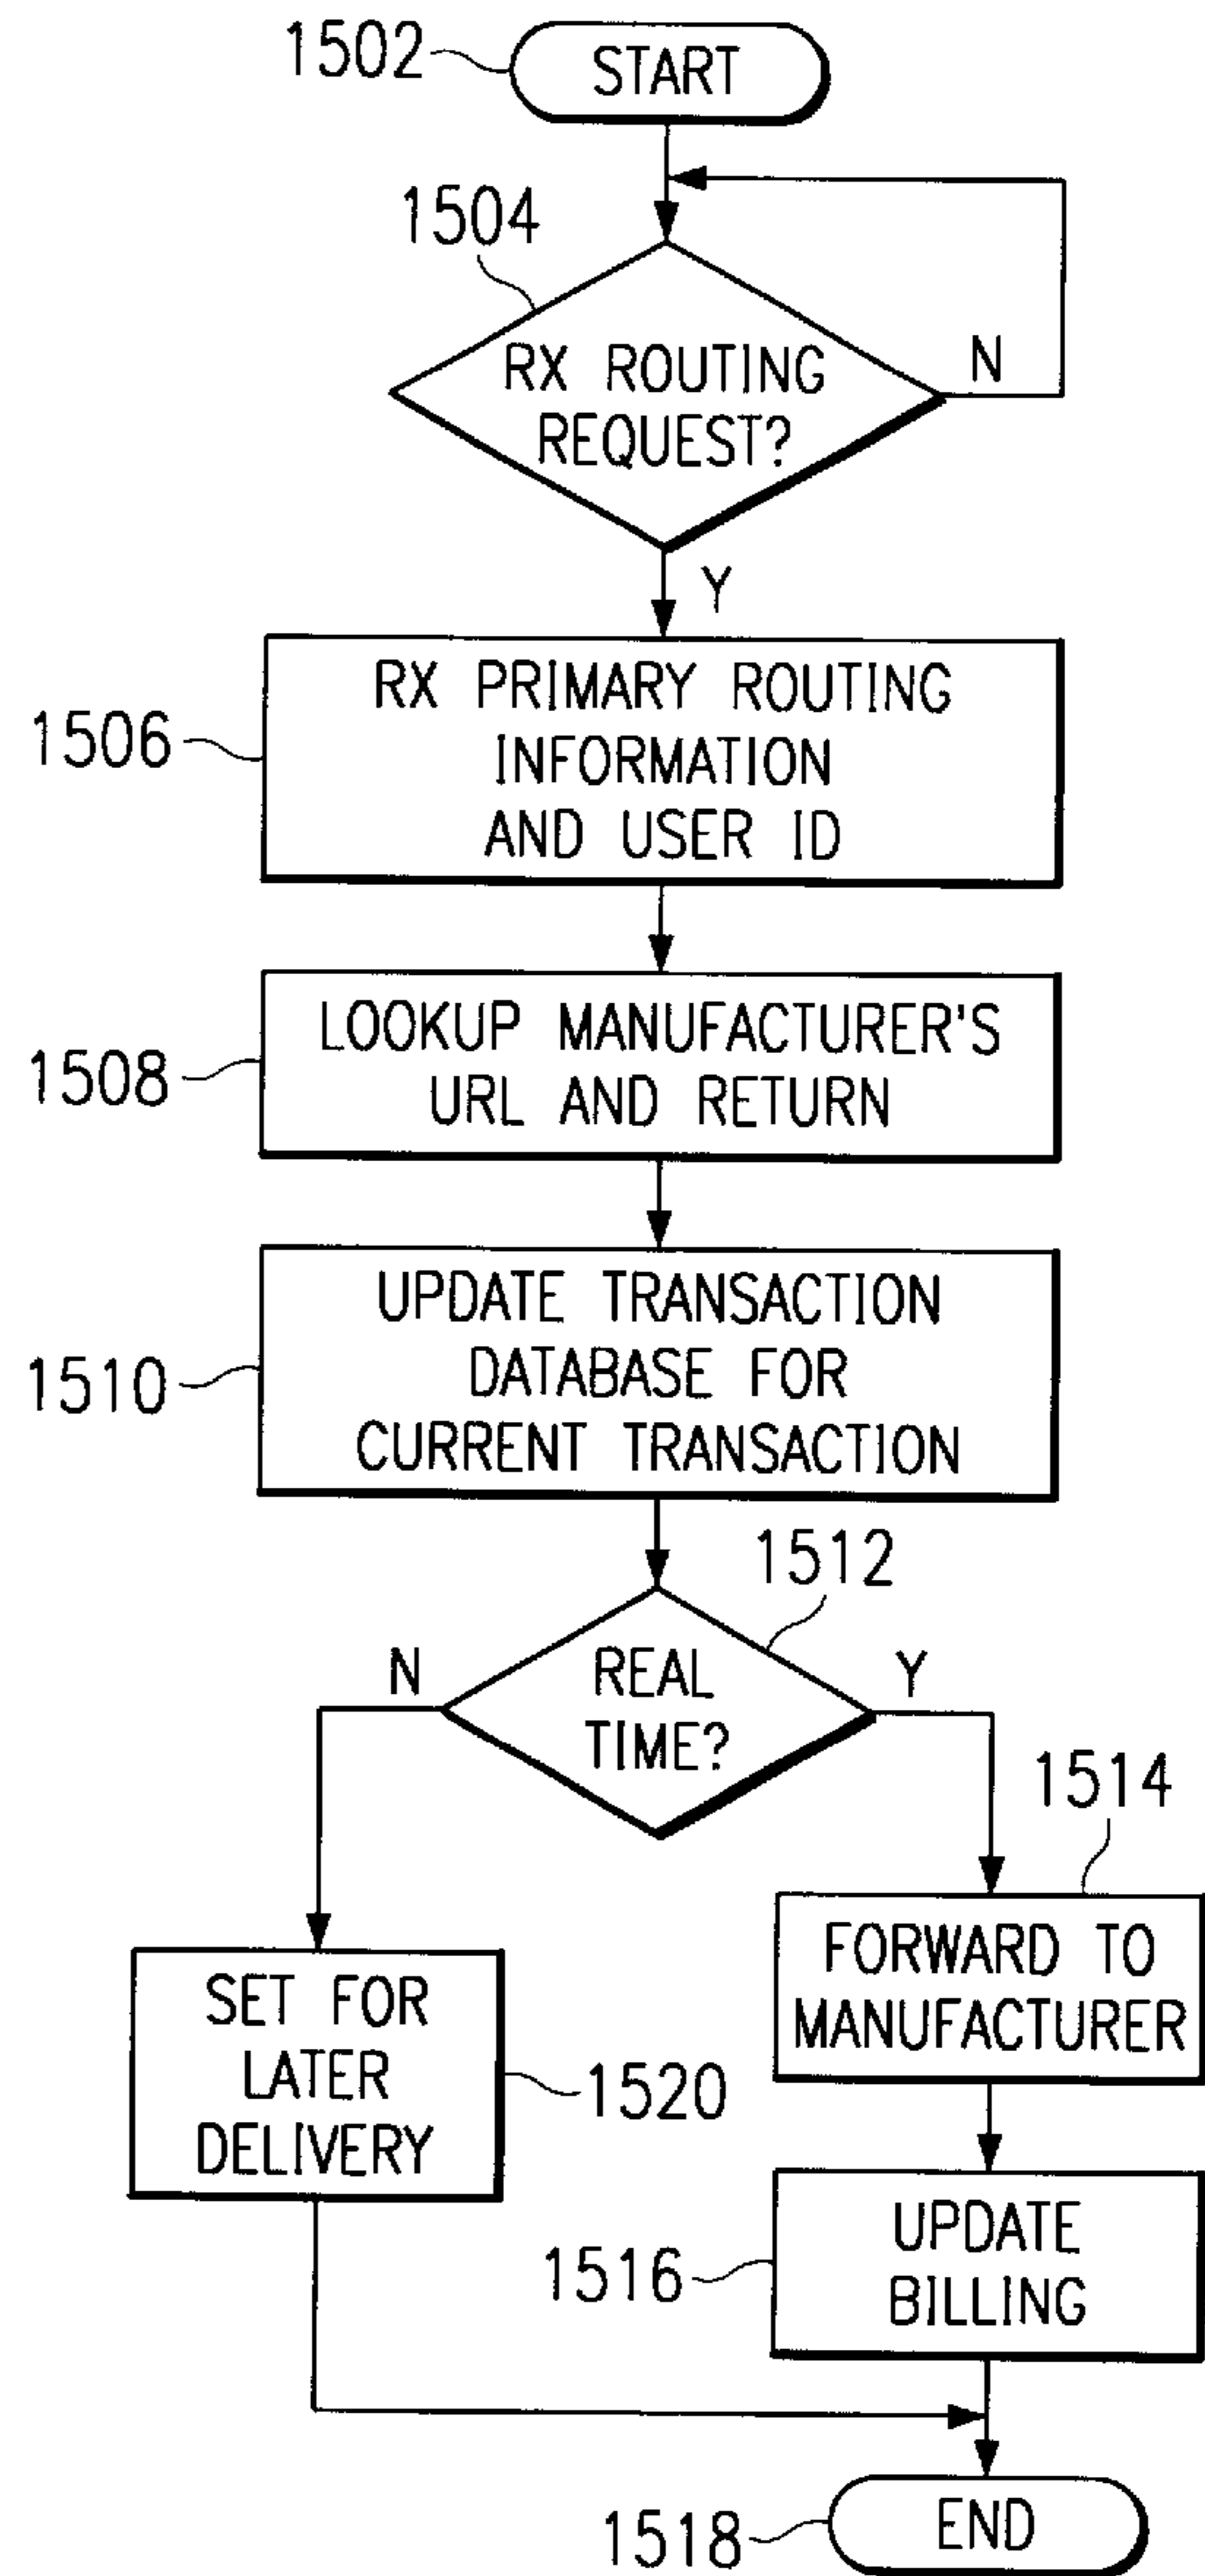 1502
START
1504
RX ROUTING
REQUEST?
N
Y
1506
RX PRIMARY ROUTING
INFORMATION
AND USER ID
1508
LOOKUP MANUFACTURER'S
URL AND RETURN
1510
UPDATE TRANSACTION
DATABASE FOR
CURRENT TRANSACTION
1512
REAL
TIME?
N
Y
1514
FORWARD TO
MANUFACTURER
SET FOR
LATER
DELIVERY
1520
1516
UPDATE
BILLING
1518
END